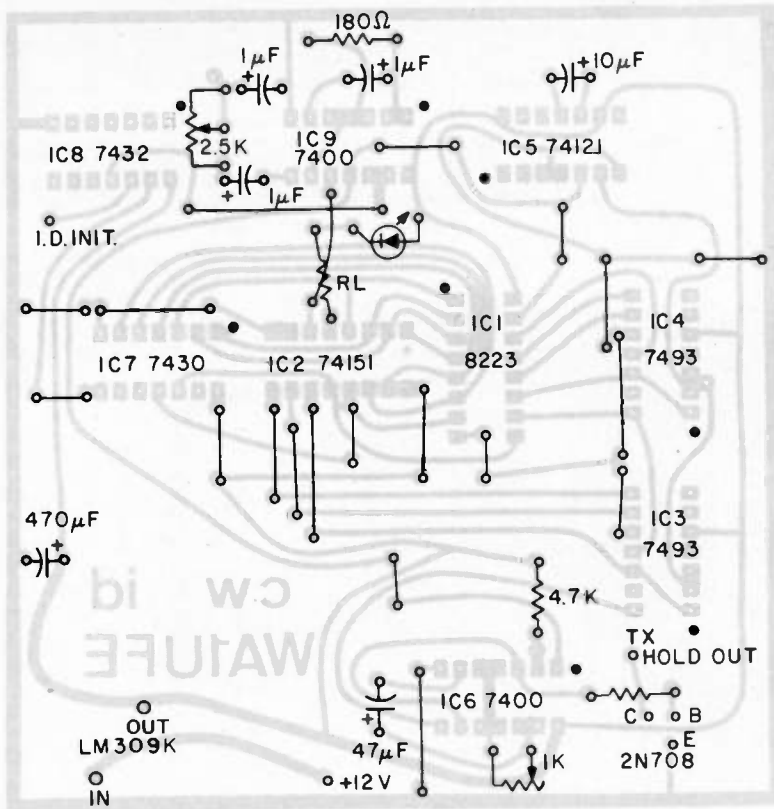 180Ω
1µF
+
+
1µF
+
10µF
IC8 7432
2.5K
IC9
7400
IC5 74121
+
1µF
I.D. INIT.
RL
IC1
8223
IC4
7493
IC7 7430
IC2 74151
470µF
+
IC3
7493
cw id
4.7K
WA1UFE
TX
HOLD OUT
IC6 7400
C
B
OUT
LM309K
+
47µF
E
1K
2N708
IN
+12V